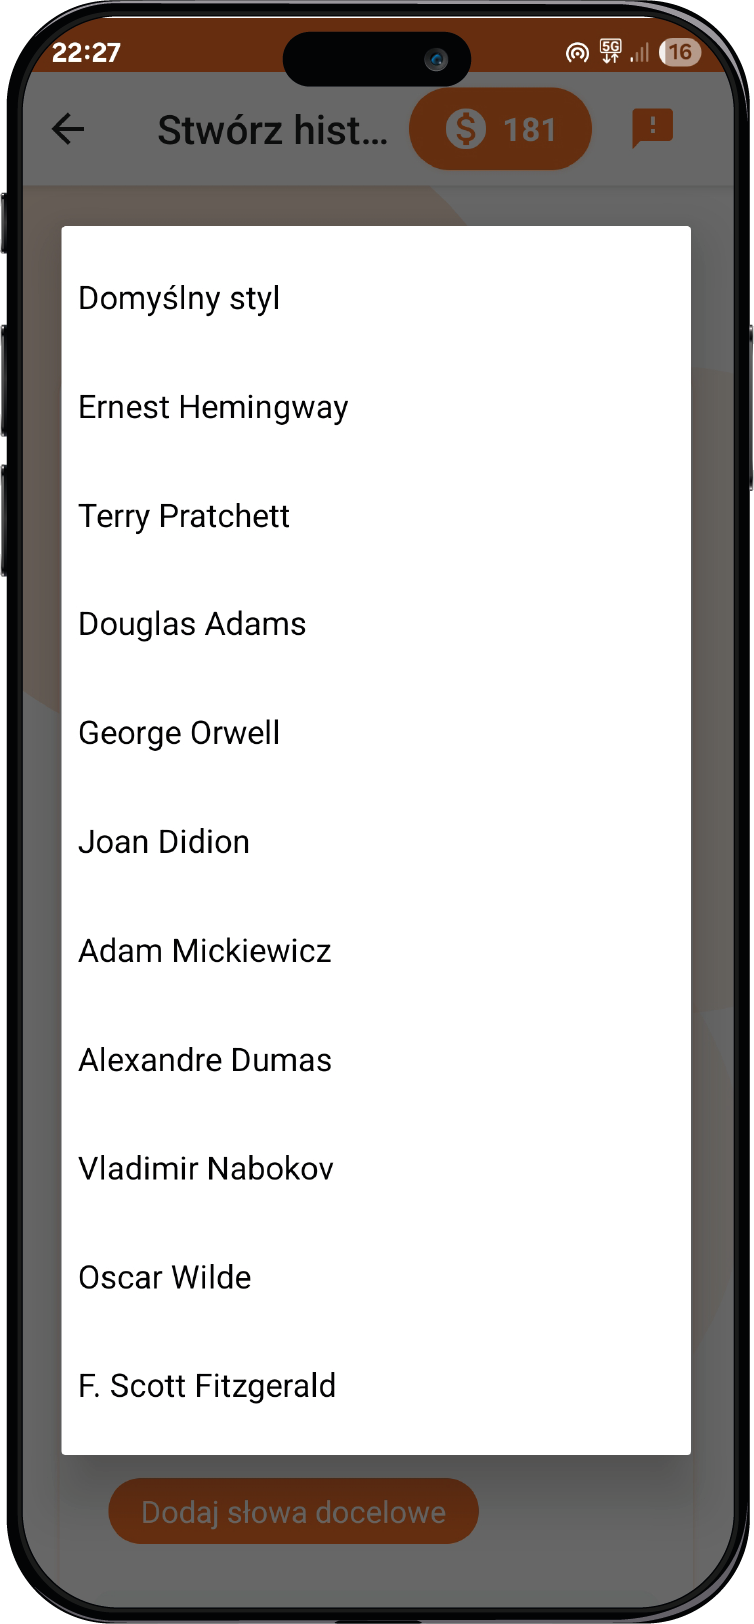 22:27
5G
16
Stwórz hist...
$ 181
Domyślny styl
Ernest Hemingway
Terry Pratchett
Douglas Adams
George Orwell
Joan Didion
Adam Mickiewicz
Alexandre Dumas
Vladimir Nabokov
Oscar Wilde
F. Scott Fitzgerald
Dodaj słowa docelowe